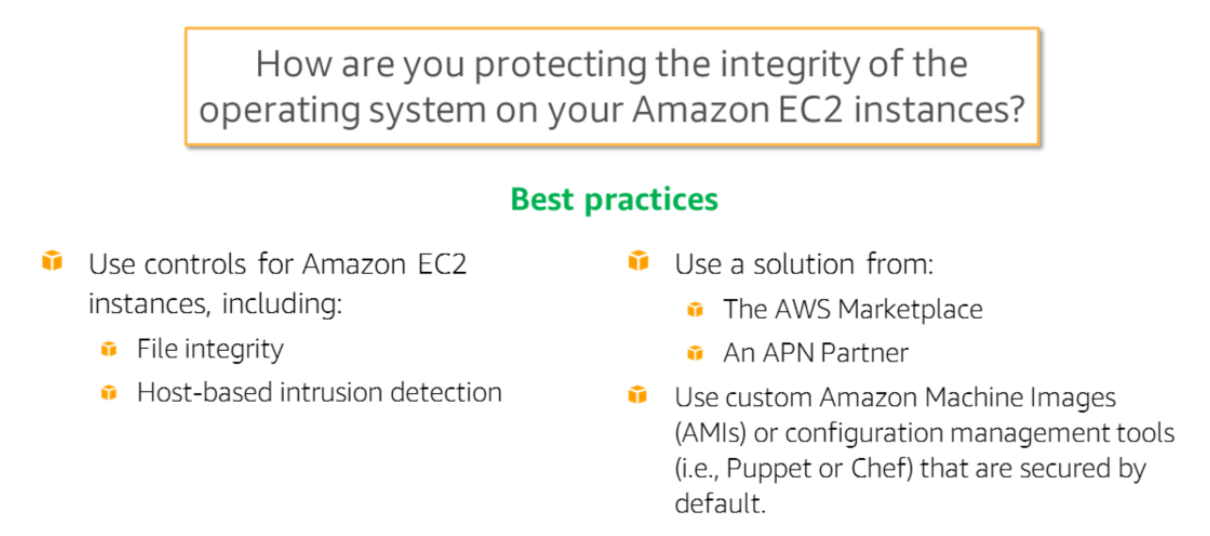 How are you protecting the integrity of the
operating system on your Amazon EC2 instances?
Best practices
Use controls for Amazon EC2
instances, including:
File integrity
Host-based intrusion detection
Use a solution from:
The AWS Marketplace
An APN Partner
Use custom Amazon Machine Images
(AMIs) or configuration management tools
(i.e., Puppet or Chef) that are secured by
default.